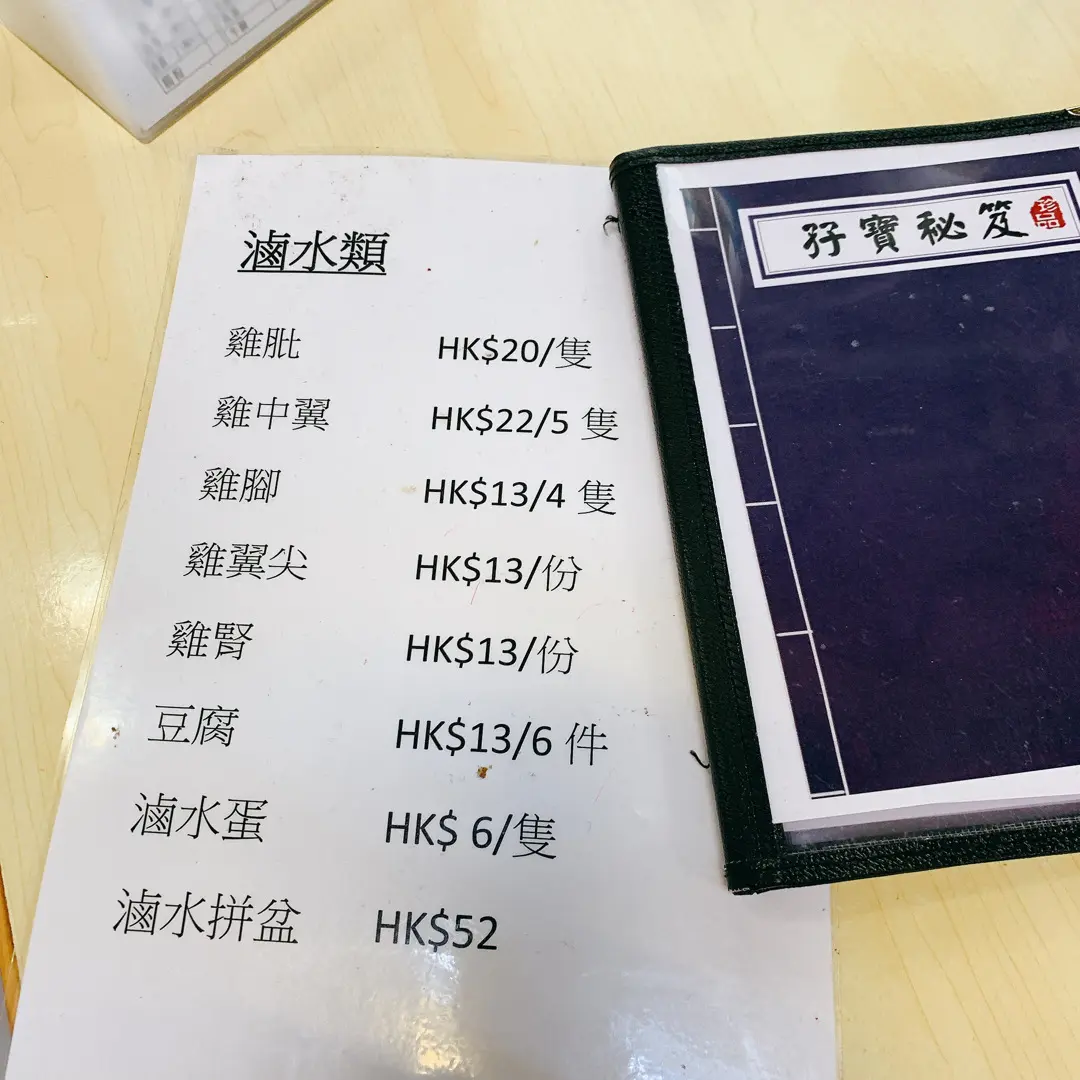 滷水類
雞肶 HK$20/隻
雞中翼 HK$22/5 隻
雞腳 HK$13/4 隻
雞翼尖 HK$13/份
雞腎 HK$13/份
豆腐 HK$13/6 件
滷水蛋 HK$ 6/隻
滷水拼盆 HK$52
孖寶秘笈
珍品